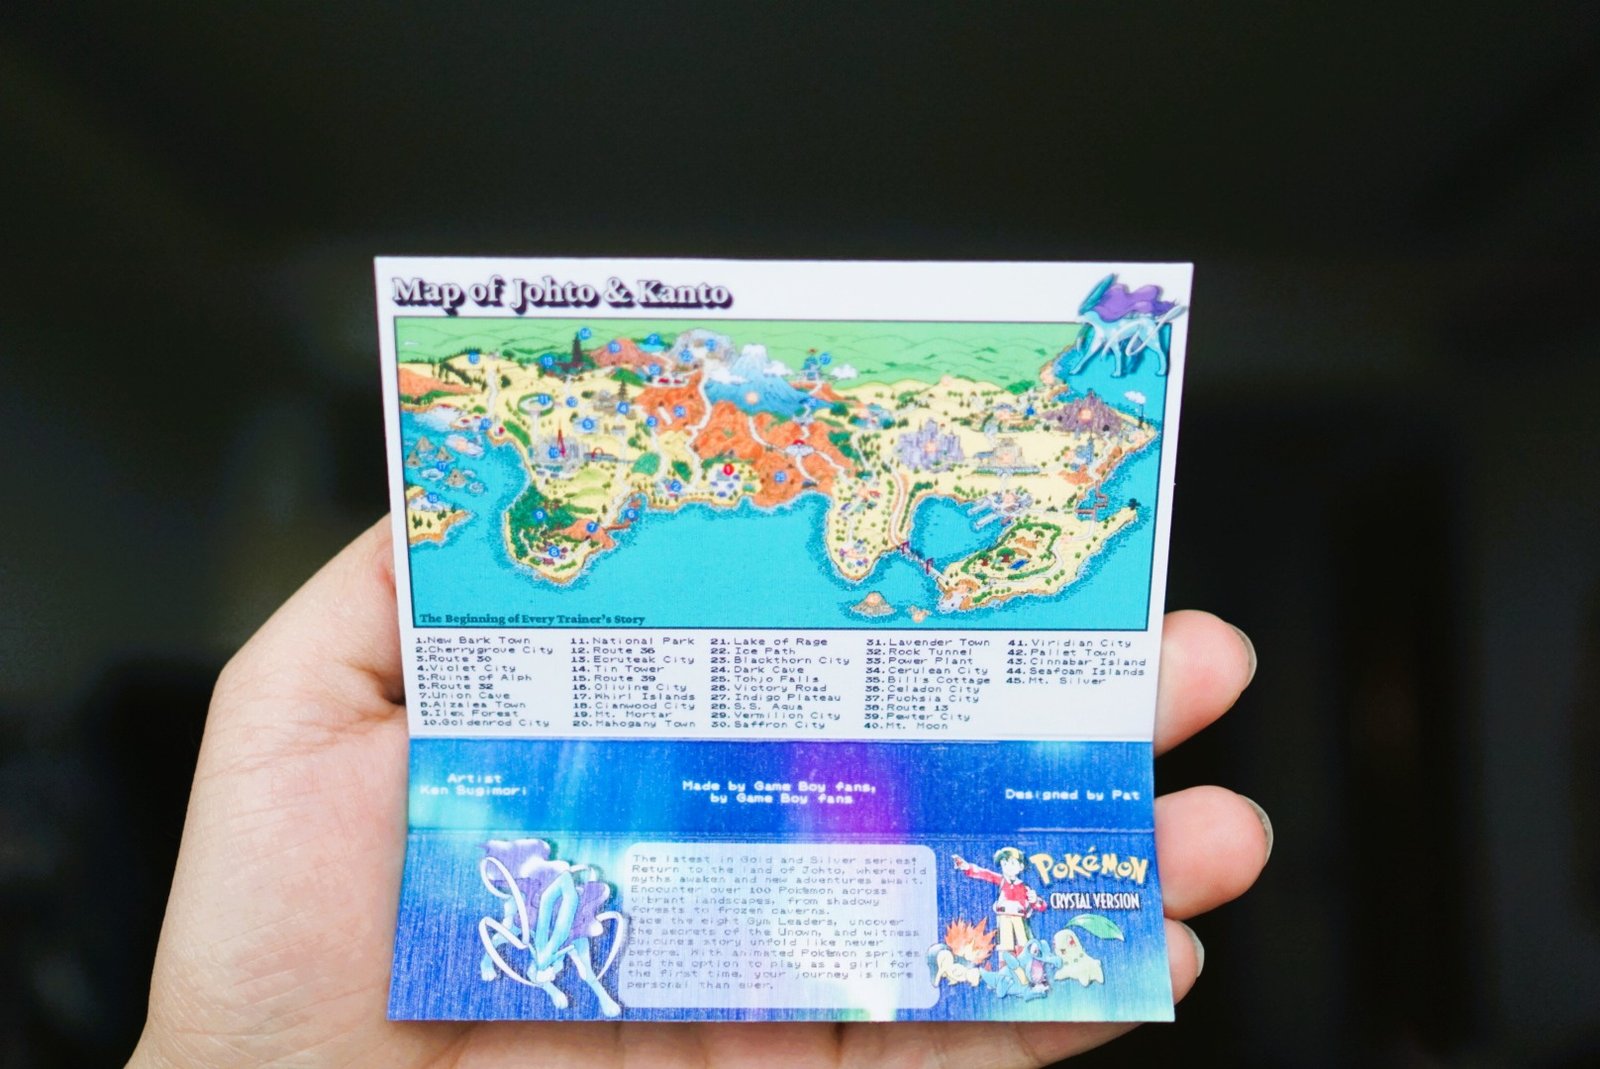 Map of Johto & Kanto
The Beginning of Every Trainer's Story
1.New Bark Town
2.Cherrygrove City
3.Route 30
4.Violet City
5.Ruins of Alph
6.Route 32
7.Union Cave
8.Azalea Town
9.Ilex Forest
10.Goldenrod City
11.National Park
12.Route 36
13.Ecruteak City
14.Tin Tower
15.Route 39
16.Olivine City
17.Whirl Islands
18.Cianwood City
19.Mt. Mortar
20.Mahogany Town
21.Lake of Rage
22.Ice Path
23.Blackthorn City
24.Dark Cave
25.Tohjo Falls
26.Victory Road
27.Indigo Plateau
28.S.S. Aqua
29.Vermilion City
30.Saffron City
31.Lavender Town
32.Rock Tunnel
33.Power Plant
34.Cerulean City
35.Bill's Cottage
36.Celadon City
37.Fuchsia City
38.Route 13
39.Pewter City
40.Mt. Moon
41.Viridian City
42.Pallet Town
43.Cinnabar Island
44.Seafoam Islands
45.Mt. Silver
Artist
Ken Sugimori
Made by Game Boy fans,
by Game Boy fans
Designed by Pat
The latest in Gold and Silver series!
Return to the land of Johto, where old
myths awaken and new adventures await.
Encounter over 100 Pokémon across
vibrant landscapes, from shadowy
forests to frozen caverns.
Face the eight Gym Leaders, uncover
the secrets of the Unown, and witness
Suicune's story unfold like never
before. With animated Pokémon sprites
and the option to play as a girl for
the first time, your journey is more
personal than ever.
POKéMON
CRYSTAL VERSION